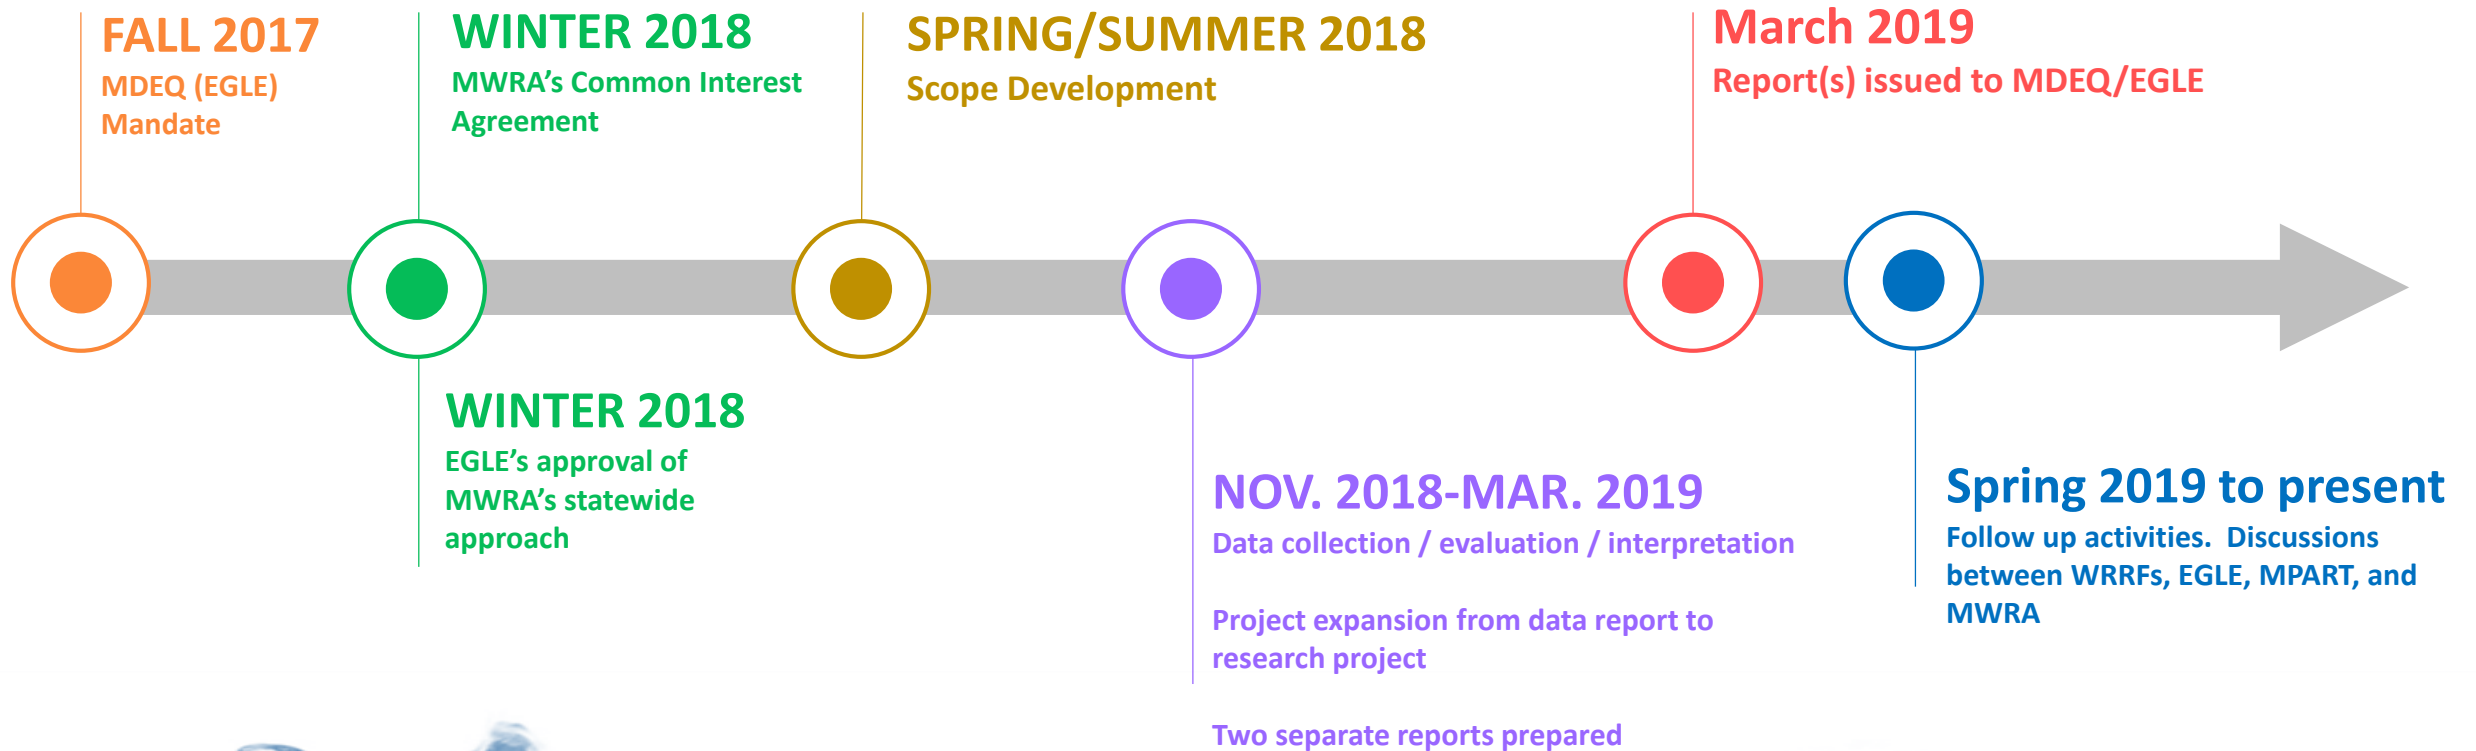 FALL 2017
MDEQ (EGLE)
Mandate
WINTER 2018
MWRA’s Common Interest
Agreement
SPRING/SUMMER 2018
Scope Development
March 2019
Report(s) issued to MDEQ/EGLE
WINTER 2018
EGLE’s approval of
MWRA’s statewide
approach
NOV. 2018-MAR. 2019
Data collection / evaluation / interpretation
Project expansion from data report to
research project
Two separate reports prepared
Spring 2019 to present
Follow up activities.  Discussions
between WRRFs, EGLE, MPART, and
MWRA